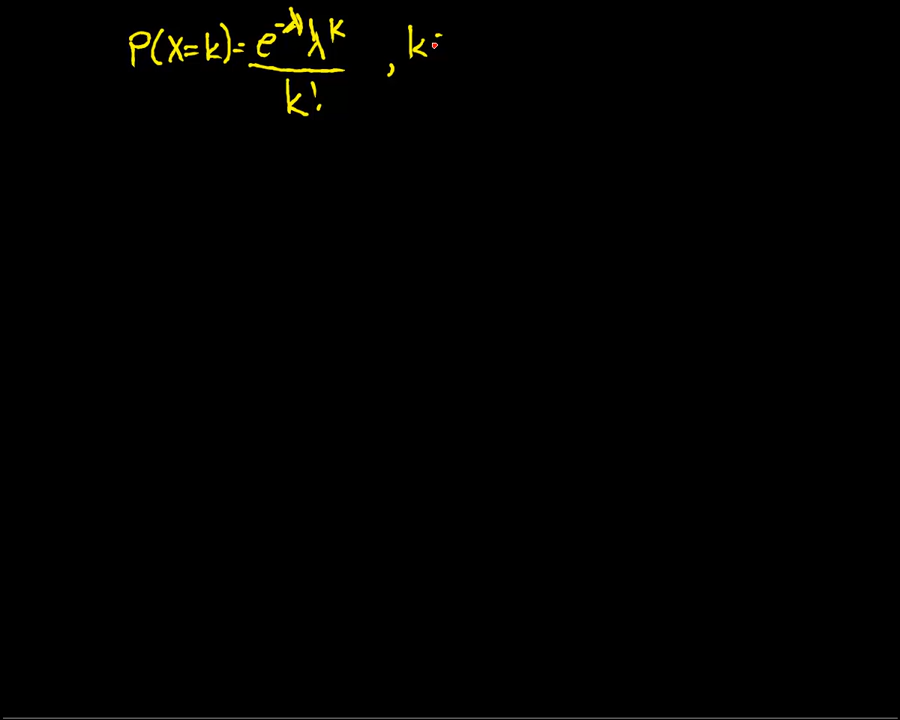 P(X=k)= e^{-λ} λ^k / k! , k=